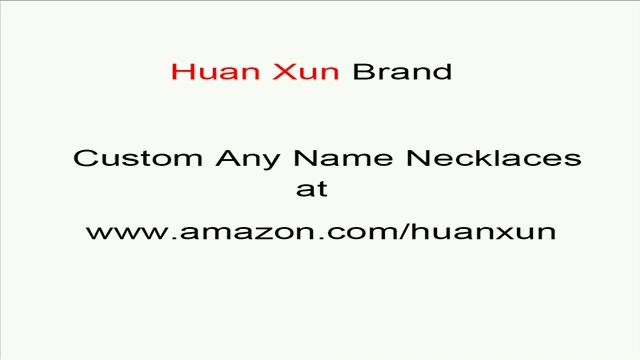 Huan Xun Brand
Custom Any Name Necklaces
at
www.amazon.com/huanxun